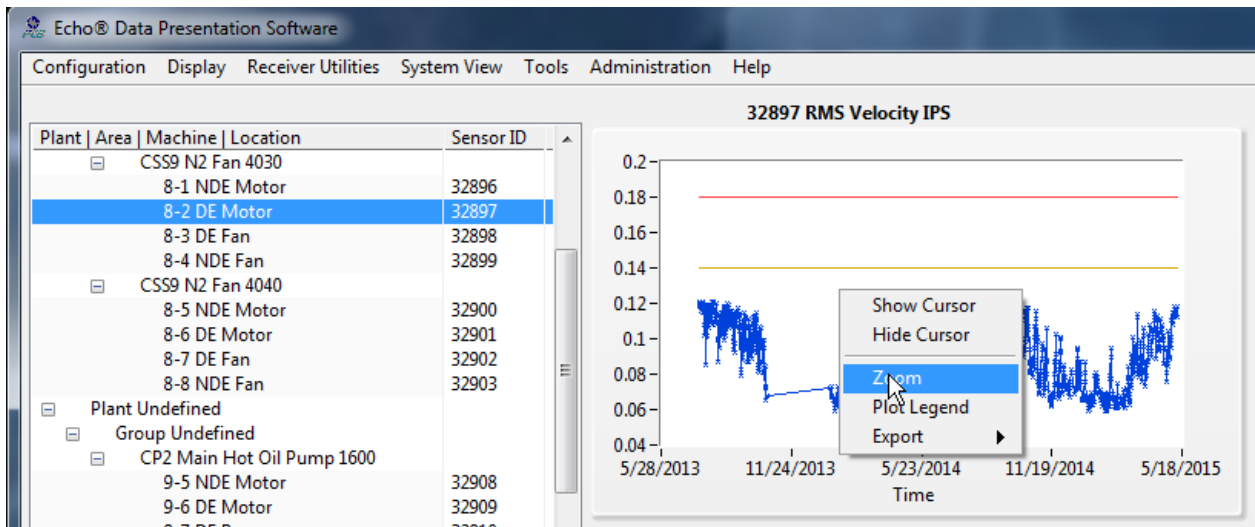 Echo® Data Presentation Software
Configuration Display Receiver Utilities System View Tools Administration Help
Plant | Area | Machine | Location Sensor ID
CSS9 N2 Fan 4030
8-1 NDE Motor 32896
8-2 DE Motor 32897
8-3 DE Fan 32898
8-4 NDE Fan 32899
CSS9 N2 Fan 4040
8-5 NDE Motor 32900
8-6 DE Motor 32901
8-7 DE Fan 32902
8-8 NDE Fan 32903
Plant Undefined
Group Undefined
CP2 Main Hot Oil Pump 1600
9-5 NDE Motor 32908
9-6 DE Motor 32909
32897 RMS Velocity IPS
0.2
0.18
0.16
0.14
0.12
0.1
0.08
0.06
0.04
5/28/2013 11/24/2013 5/23/2014 11/19/2014 5/18/2015
Time
Show Cursor
Hide Cursor
Zoom
Plot Legend
Export